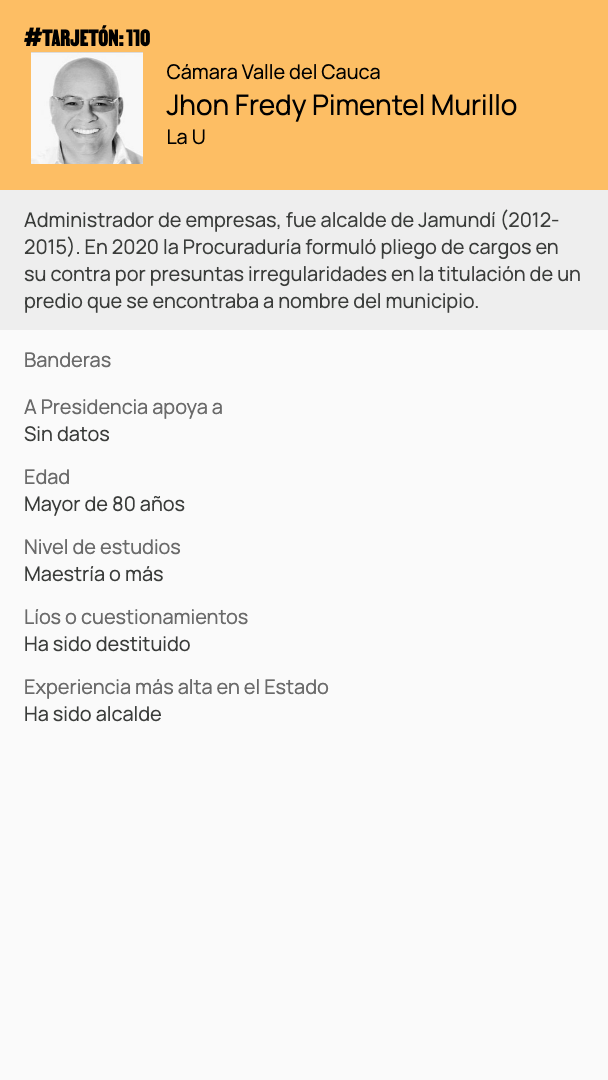 #TARJETÓN: 110
Cámara Valle del Cauca
Jhon Fredy Pimentel Murillo
La U
Administrador de empresas, fue alcalde de Jamundí (2012-
2015). En 2020 la Procuraduría formuló pliego de cargos en
su contra por presuntas irregularidades en la titulación de un
predio que se encontraba a nombre del municipio.
Banderas
A Presidencia apoya a
Sin datos
Edad
Mayor de 80 años
Nivel de estudios
Maestría o más
Líos o cuestionamientos
Ha sido destituido
Experiencia más alta en el Estado
Ha sido alcalde